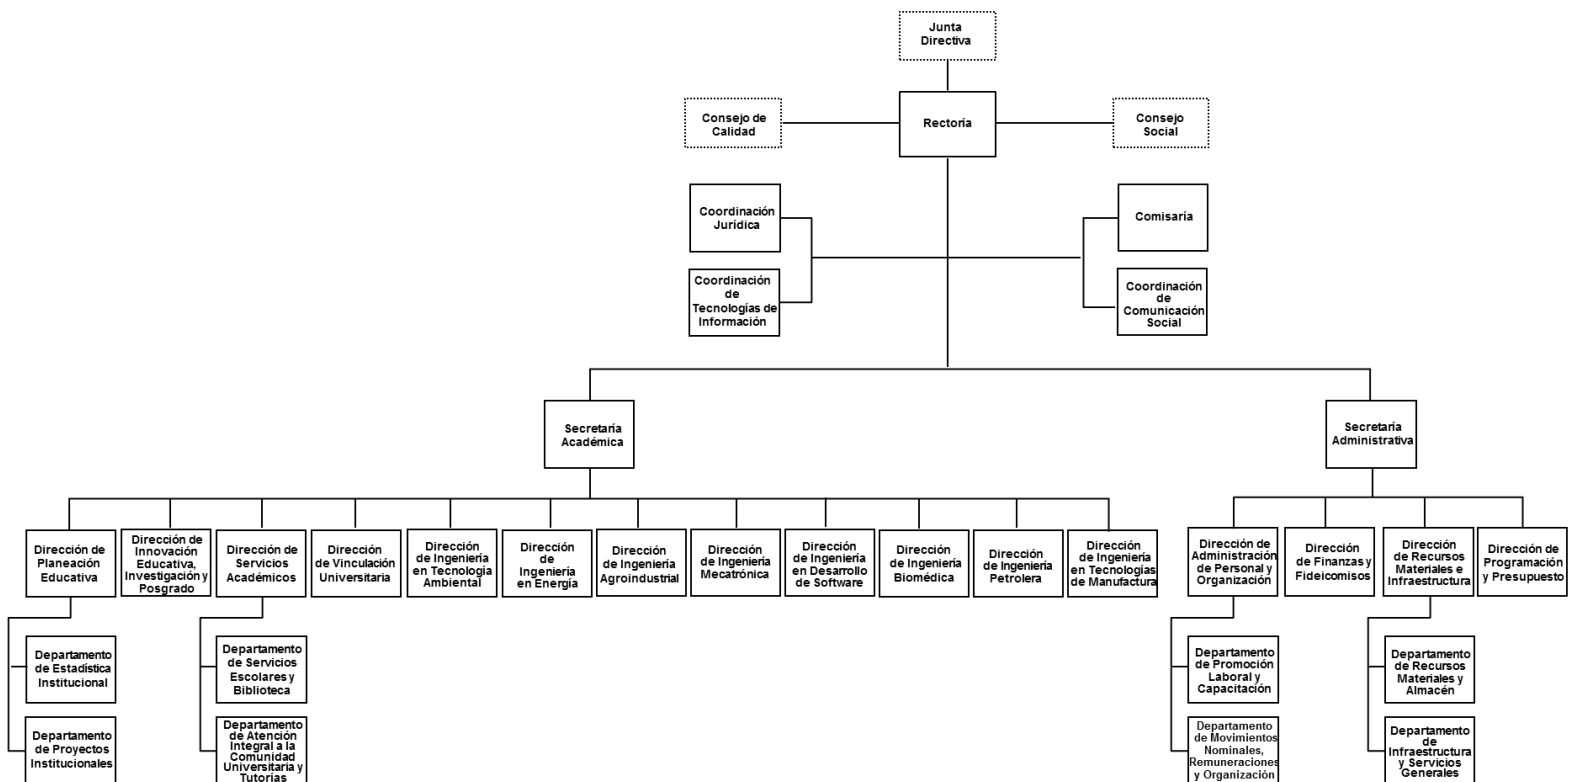 Junta
Directiva
Consejo de
Calidad
Rectoría
Consejo
Social
Coordinación
Jurídica
Comisaría
Coordinación
de
Tecnologías de
Información
Coordinación
de
Comunicación
Social
Secretaría
Académica
Secretaría
Administrativa
Dirección de
Planeación
Educativa
Dirección de
Innovación
Educativa,
Investigación y
Posgrado
Dirección de
Servicios
Académicos
Dirección
de Vinculación
Universitaria
Dirección
de Ingeniería
en Tecnología
Ambiental
Dirección
de
Ingeniería
en Energía
Dirección
de Ingeniería
Agroindustrial
Dirección
de Ingeniería
Mecatrónica
Dirección
de Ingeniería
en Desarrollo
de Software
Dirección
de Ingeniería
Biomédica
Dirección
de Ingeniería
Petrolera
Dirección
de Ingeniería
en Tecnologías
de Manufactura
Dirección de
Administración
de Personal y
Organización
Dirección
de Finanzas y
Fideicomisos
Dirección
de Recursos
Materiales e
Infraestructura
Dirección de
Programación
y Presupuesto
Departamento
de Estadística
Institucional
Departamento
de Servicios
Escolares y
Biblioteca
Departamento
de Promoción
Laboral y
Capacitación
Departamento
de Recursos
Materiales y
Almacén
Departamento
de Proyectos
Institucionales
Departamento
de Atención
Integral a la
Comunidad
Universitaria y
Tutorías
Departamento
de Movimientos
Nominales,
Remuneraciones
y Organización
Departamento
de
Infraestructura
y Servicios
Generales